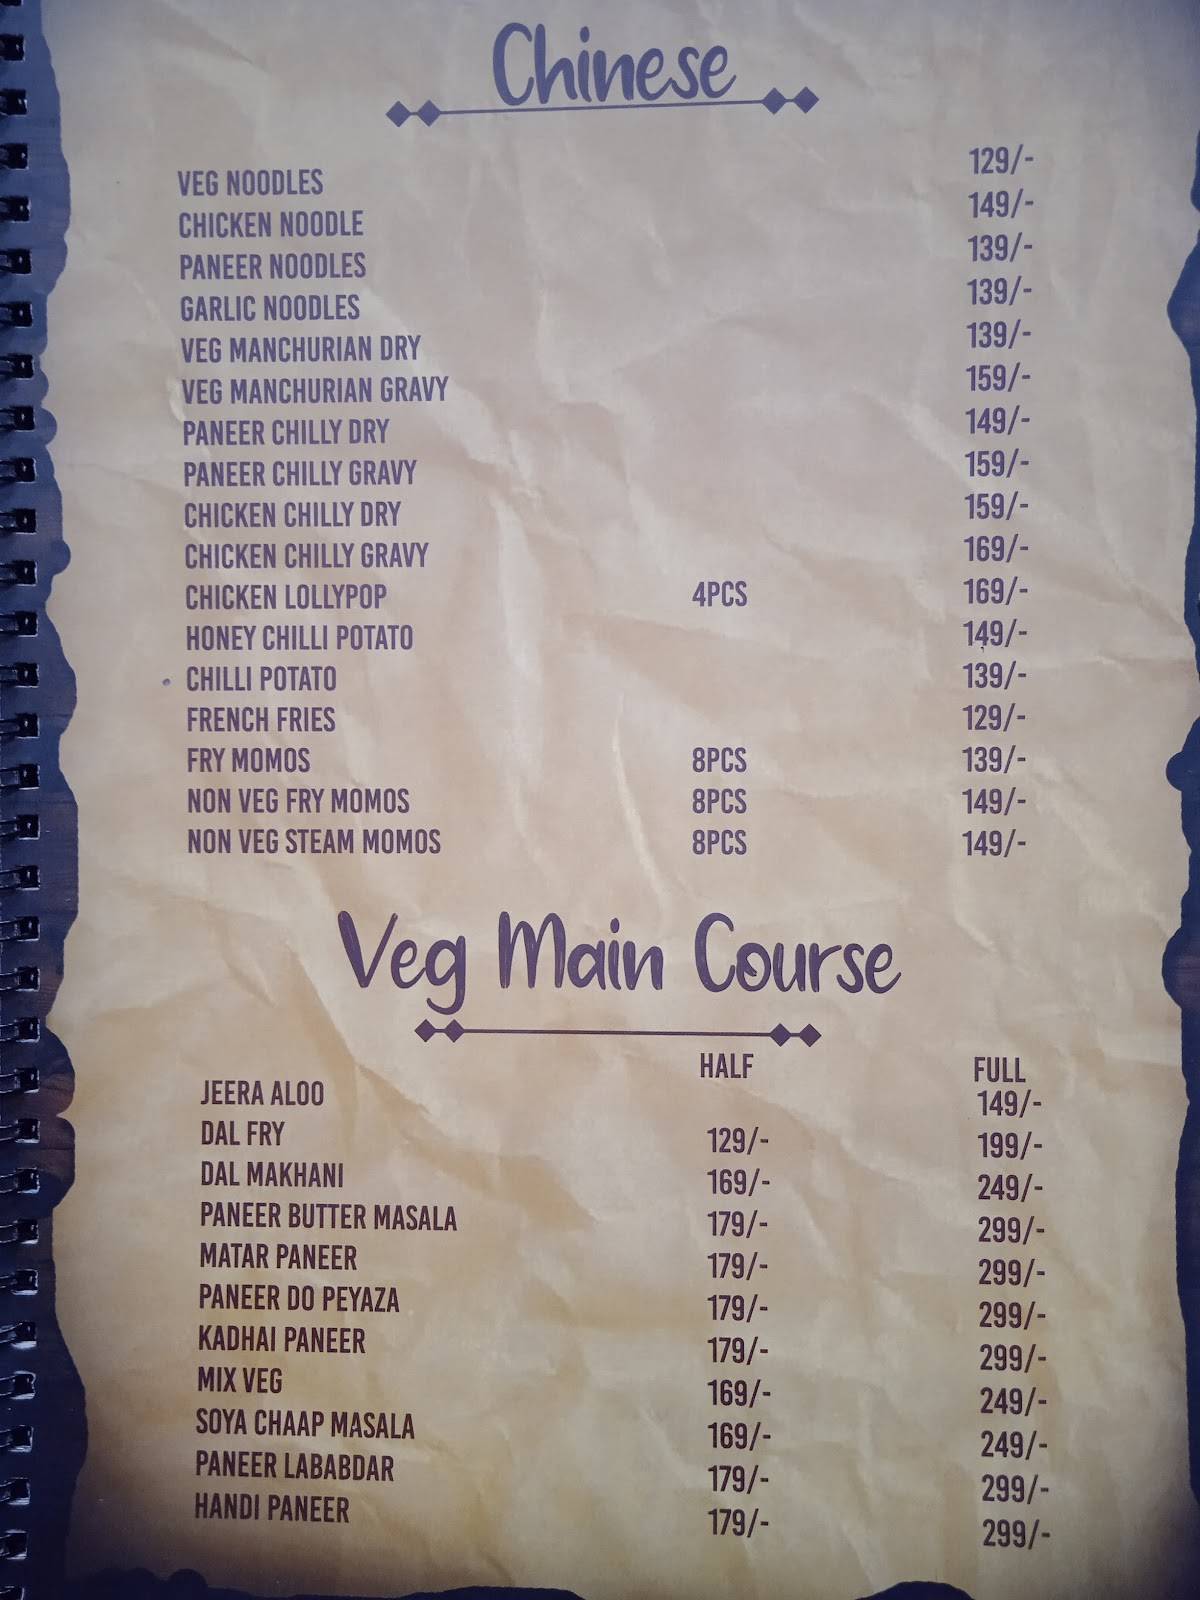 Chinese
VEG NOODLES 129/-
CHICKEN NOODLE 149/-
PANEER NOODLES 139/-
GARLIC NOODLES 139/-
VEG MANCHURIAN DRY 139/-
VEG MANCHURIAN GRAVY 159/-
PANEER CHILLY DRY 149/-
PANEER CHILLY GRAVY 159/-
CHICKEN CHILLY DRY 159/-
CHICKEN CHILLY GRAVY 169/-
CHICKEN LOLLYPOP 4PCS 169/-
HONEY CHILLI POTATO 149/-
CHILLI POTATO 139/-
FRENCH FRIES 129/-
FRY MOMOS 8PCS 139/-
NON VEG FRY MOMOS 8PCS 149/-
NON VEG STEAM MOMOS 8PCS 149/-
Veg Main Course
HALF FULL
JEERA ALOO 149/-
DAL FRY 129/- 199/-
DAL MAKHANI 169/- 249/-
PANEER BUTTER MASALA 179/- 299/-
MATAR PANEER 179/- 299/-
PANEER DO PEYAZA 179/- 299/-
KADHAI PANEER 179/- 299/-
MIX VEG 169/- 249/-
SOYA CHAAP MASALA 169/- 249/-
PANEER LABABDAR 179/- 299/-
HANDI PANEER 179/- 299/-